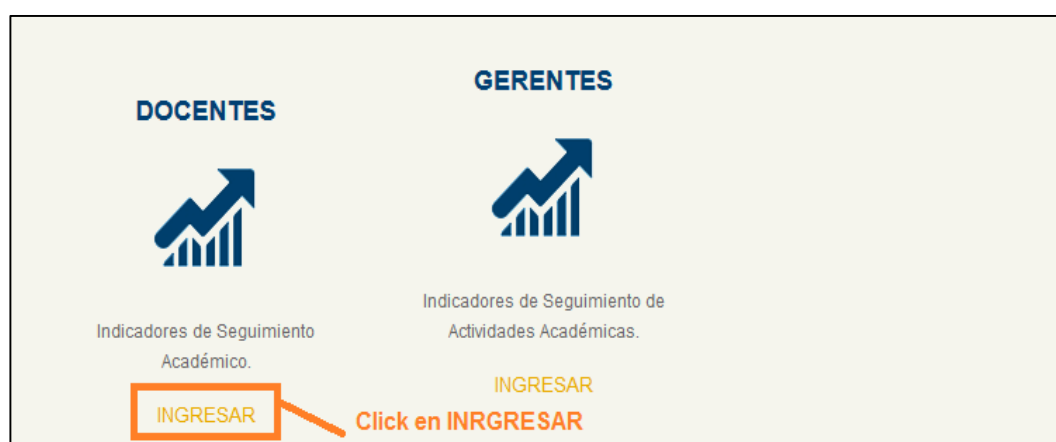 DOCENTES
Indicadores de Seguimiento
Académico.
INGRESAR
GERENTES
Indicadores de Seguimiento de
Actividades Académicas.
INGRESAR
Click en INRGRESAR